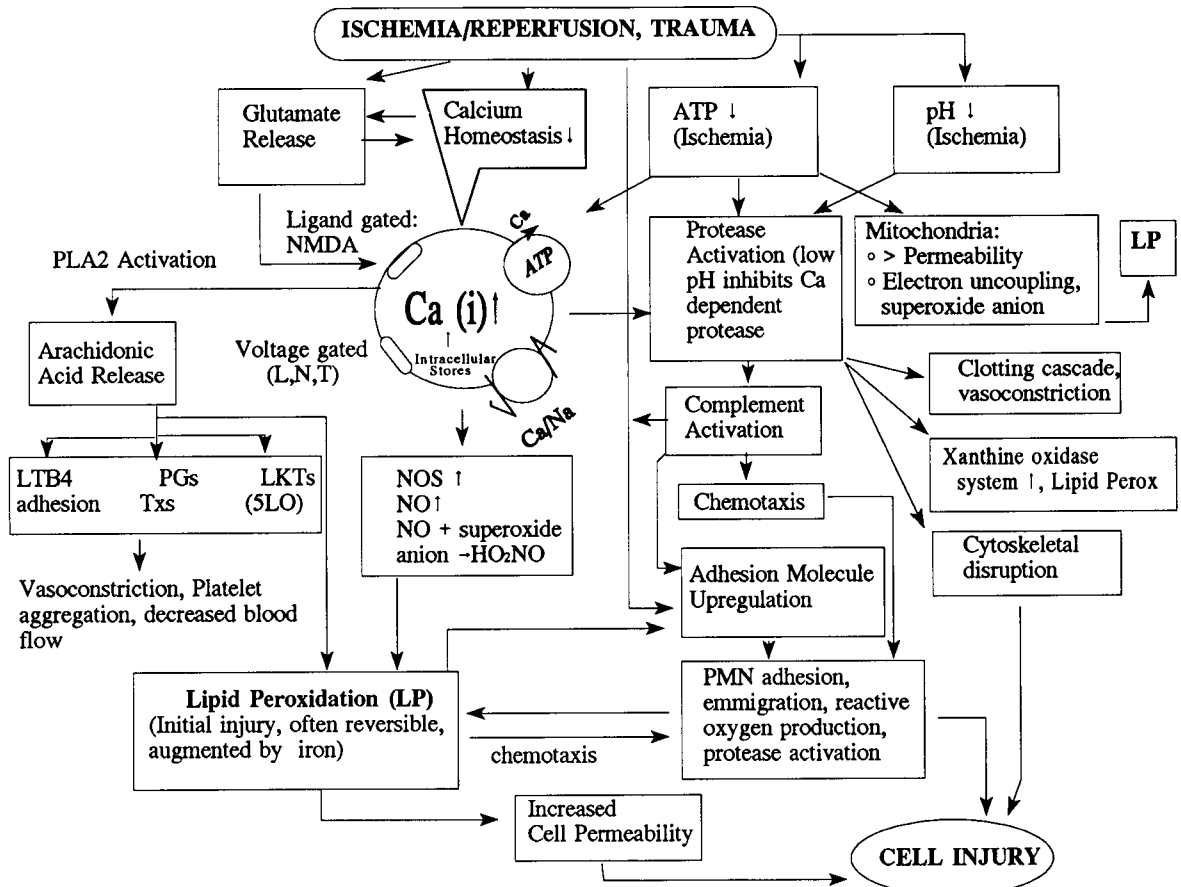 ISCHEMIA/REPERFUSION, TRAUMA
Glutamate
Release
Calcium
Homeostasis ↓
ATP ↓
(Ischemia)
pH ↓
(Ischemia)
Ligand gated:
NMDA
Ca
ATP
PLA2 Activation
Ca (i)↑
↑
Intracellular
Stores
Voltage gated
(L,N,T)
Ca/Na
Protease
Activation (low
pH inhibits Ca
dependent
protease
Mitochondria:
o > Permeability
o Electron uncoupling,
superoxide anion
LP
Arachidonic
Acid Release
Clotting cascade,
vasoconstriction
Complement
Activation
Xanthine oxidase
system ↑, Lipid Perox
LTB4 PGs LKTs
adhesion Txs (5LO)
NOS ↑
NO↑
NO + superoxide
anion →HO₂NO
Chemotaxis
Cytoskeletal
disruption
Adhesion Molecule
Upregulation
Vasoconstriction, Platelet
aggregation, decreased blood
flow
Lipid Peroxidation (LP)
(Initial injury, often reversible,
augmented by iron)
chemotaxis
PMN adhesion,
emmigration, reactive
oxygen production,
protease activation
Increased
Cell Permeability
CELL INJURY